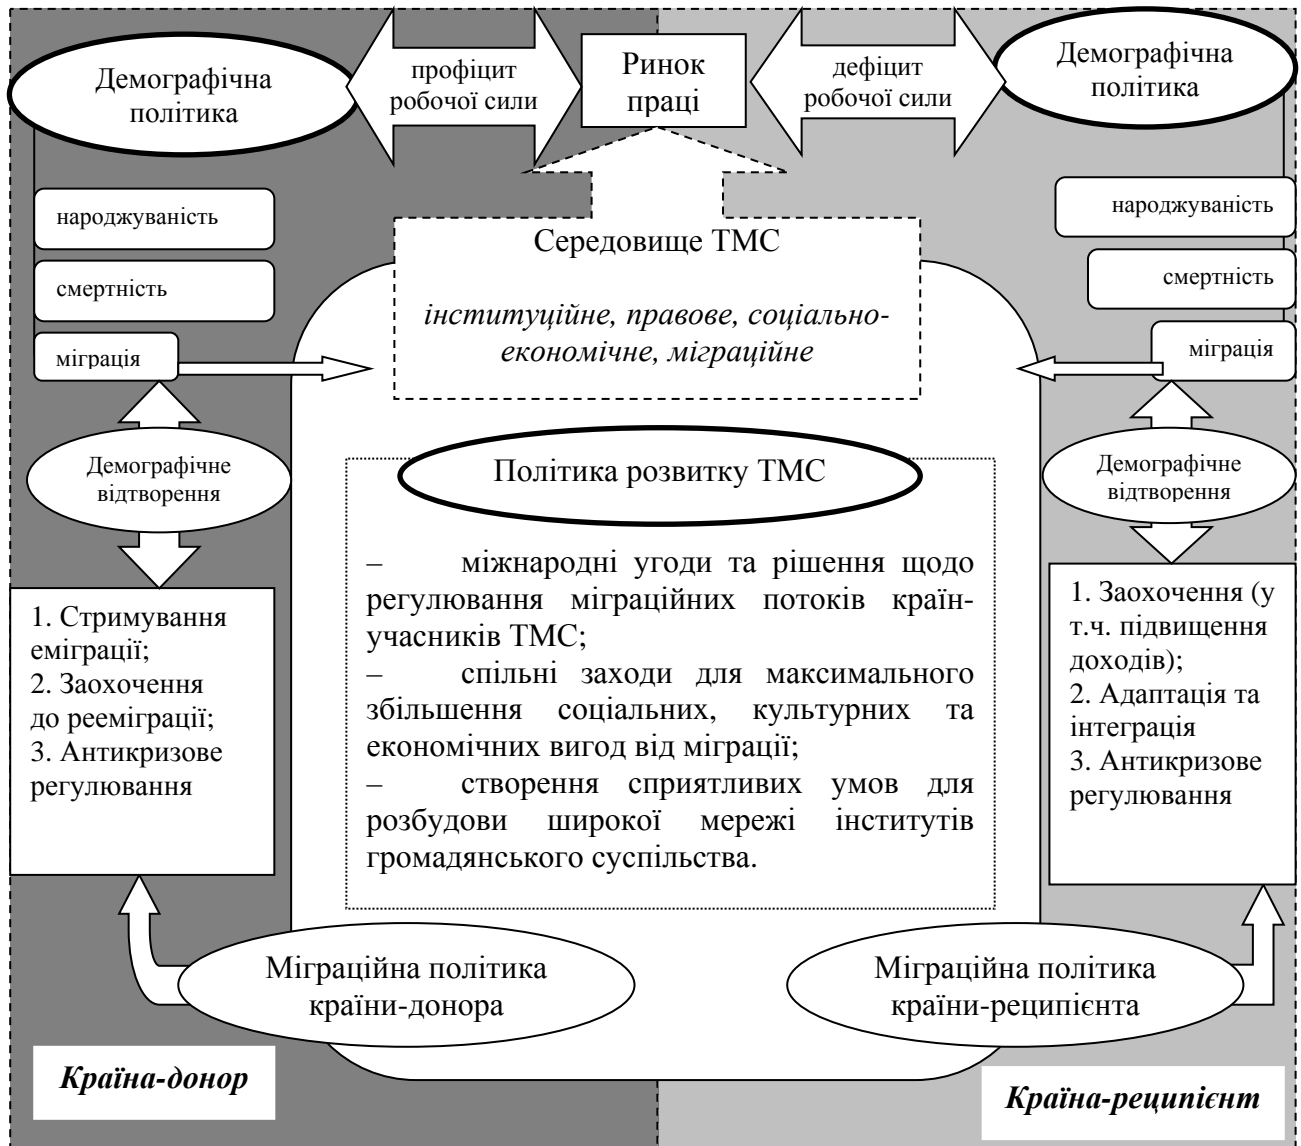 Демографічна
політика
профіцит
робочої сили
Ринок
праці
дефіцит
робочої сили
Демографічна
політика
народжуваність
смертність
міграція
Середовище ТМС
інституційне, правове, соціально-
економічне, міграційне
народжуваність
смертність
міграція
Демографічне
відтворення
Політика розвитку ТМС
– міжнародні угоди та рішення щодо
регулювання міграційних потоків країн-
учасників ТМС;
– спільні заходи для максимального
збільшення соціальних, культурних та
економічних вигод від міграції;
– створення сприятливих умов для
розбудови широкої мережі інститутів
громадянського суспільства.
Демографічне
відтворення
1. Стримування
еміграції;
2. Заохочення
до рееміграції;
3. Антикризове
регулювання
1. Заохочення (у
т.ч. підвищення
доходів);
2. Адаптація та
інтеграція
3. Антикризове
регулювання
Міграційна політика
країни-донора
Міграційна політика
країни-реципієнта
Країна-донор
Країна-реципієнт